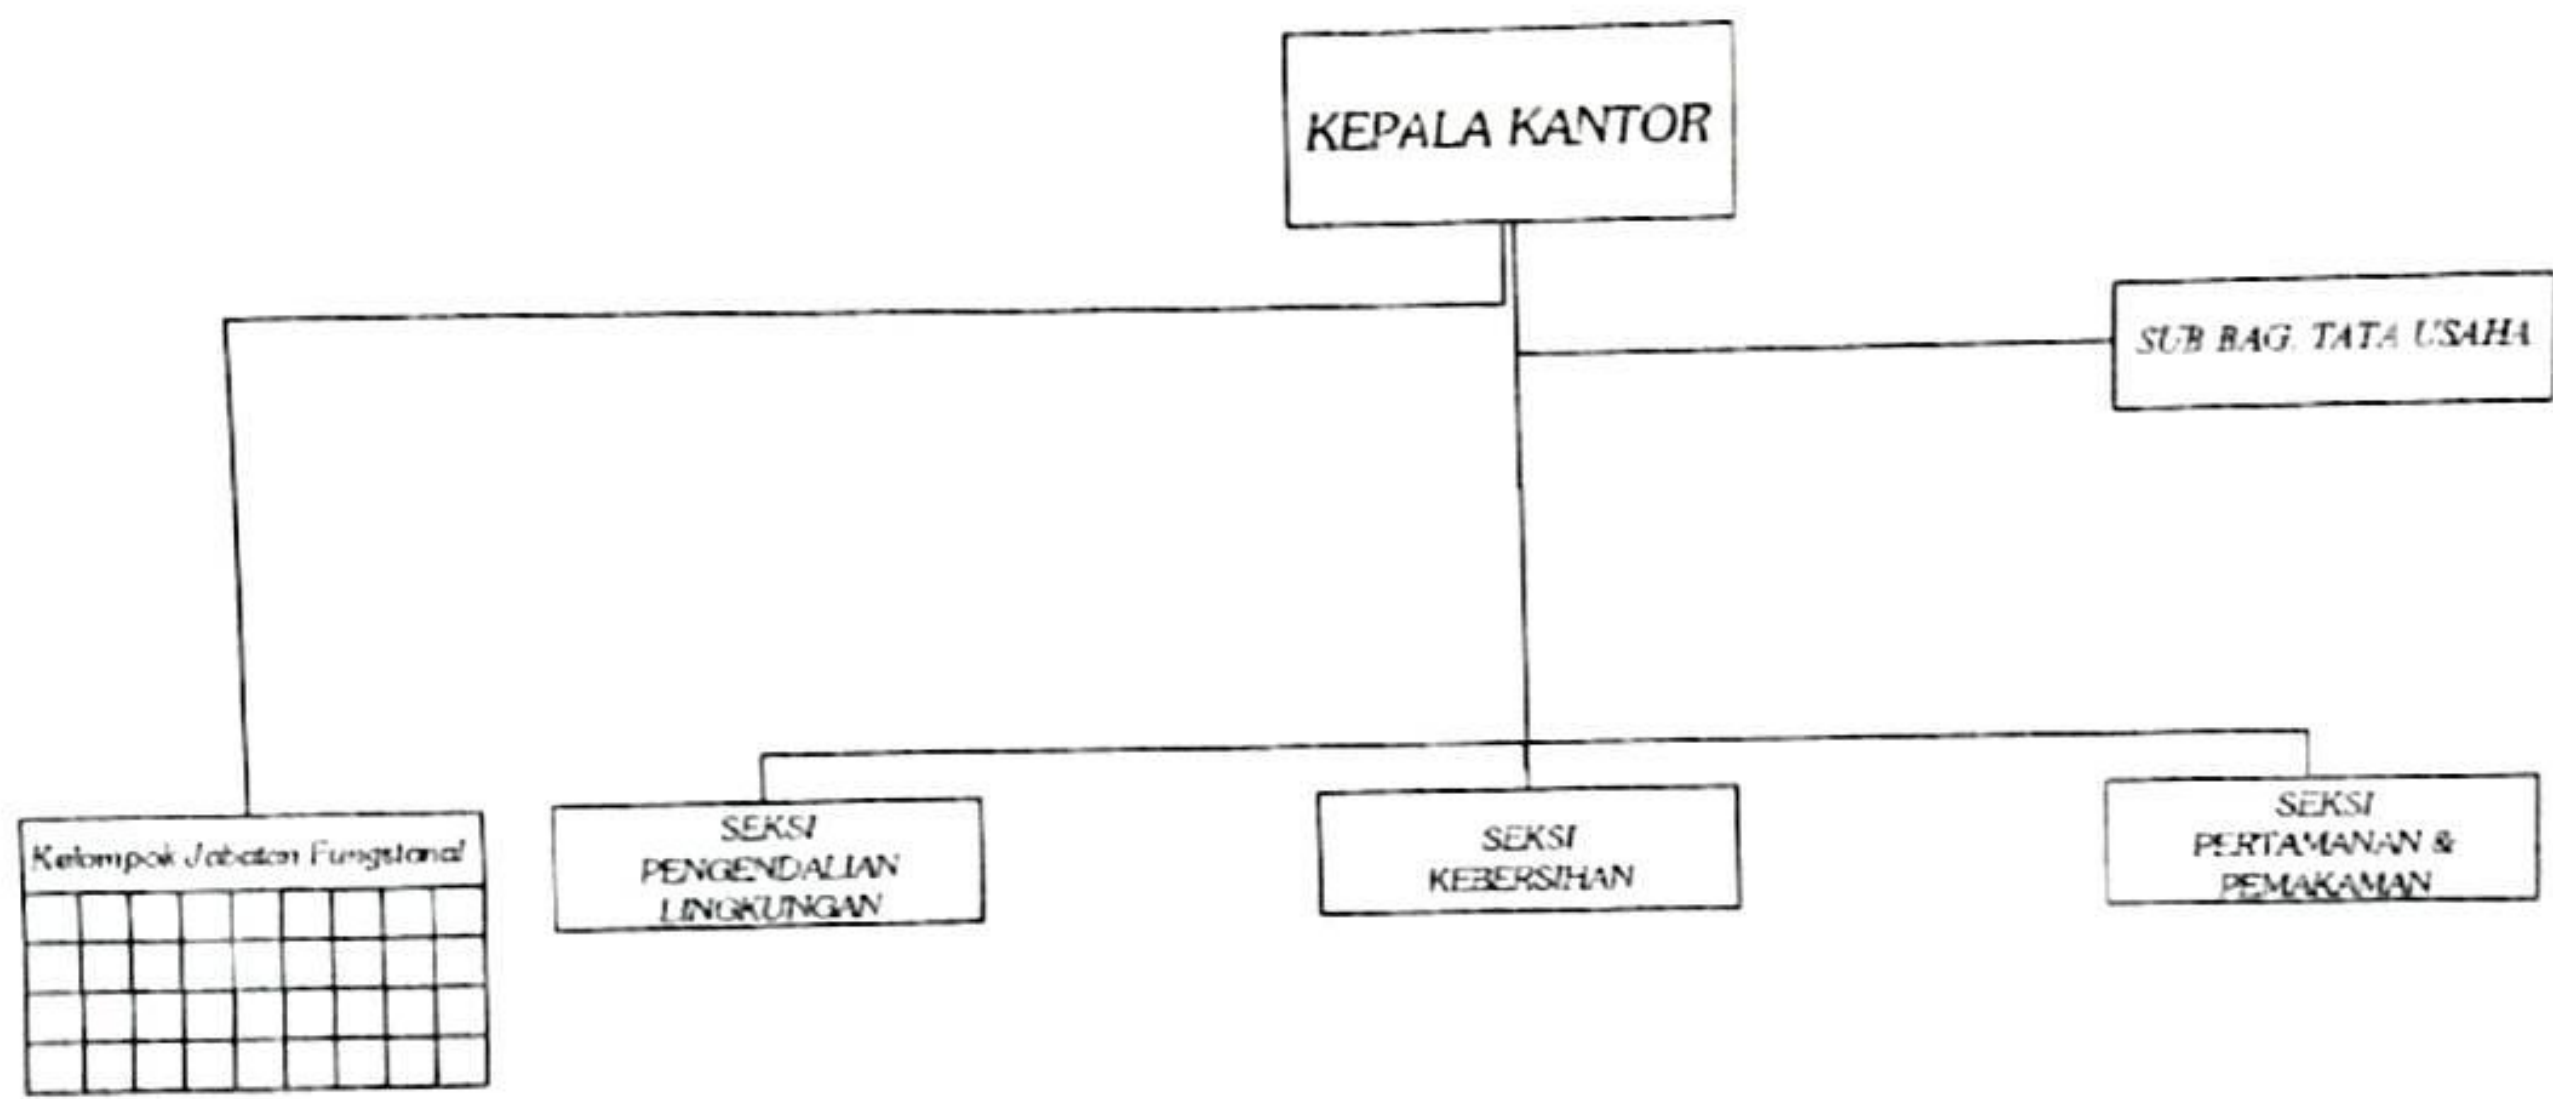 KEPALA KANTOR
SUB BAG. TATA USAHA
Kelompok Jabatan Fungsional
SEKSI
PENGENDALIAN
LINGKUNGAN
SEKSI
KEBERSIHAN
SEKSI
PERTAMANAN &
PEMAKAMAN